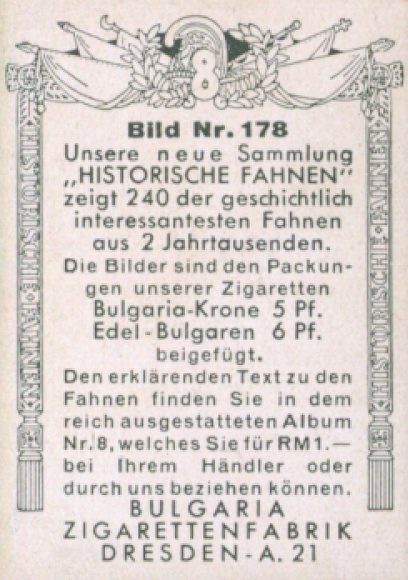 8
Bild Nr. 178
Unsere neue Sammlung
„HISTORISCHE FAHNEN"
zeigt 240 der geschichtlich
interessantesten Fahnen
aus 2 Jahrtausenden.
Die Bilder sind den Packun-
gen unserer Zigaretten
Bulgaria-Krone 5 Pf.
Edel-Bulgaren 6 Pf.
beigefügt.
Den erklärenden Text zu den
Fahnen finden Sie in dem
reich ausgestatteten Album
Nr. 8, welches Sie für RM 1.—
bei Ihrem Händler oder
durch uns beziehen können.
BULGARIA
ZIGARETTENFABRIK
DRESDEN-A. 21
HISTORISCHE·FAHNEN
HISTORISCHE·FAHNEN